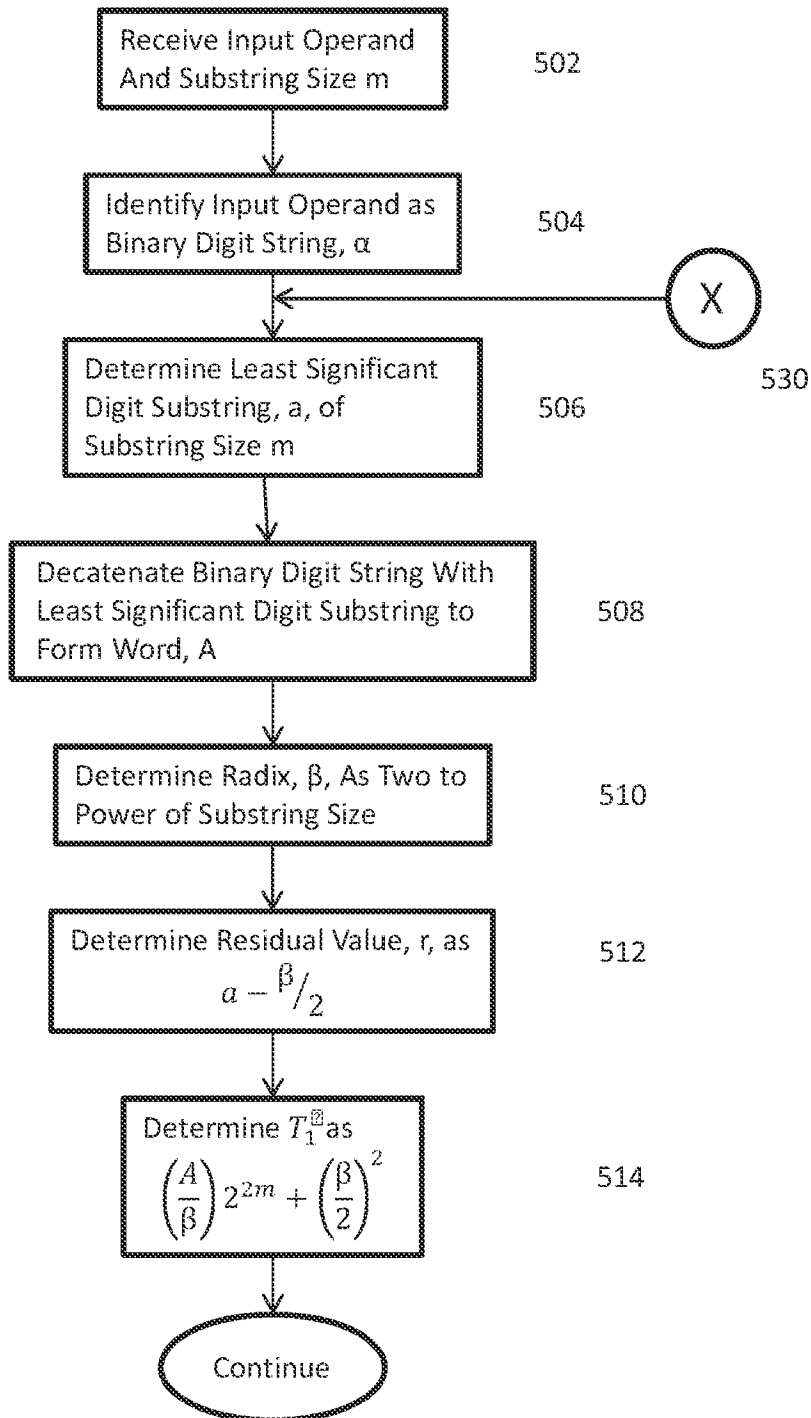 Receive Input Operand
And Substring Size m
502
Identify Input Operand as
Binary Digit String, α
504
X
530
Determine Least Significant
Digit Substring, a, of
Substring Size m
506
Decatenate Binary Digit String With
Least Significant Digit Substring to
Form Word, A
508
Determine Radix, β, As Two to
Power of Substring Size
510
Determine Residual Value, r, as
a − β/2
512
Determine T₁ as
(A/β) 2²ᵐ + (β/2)²
514
Continue